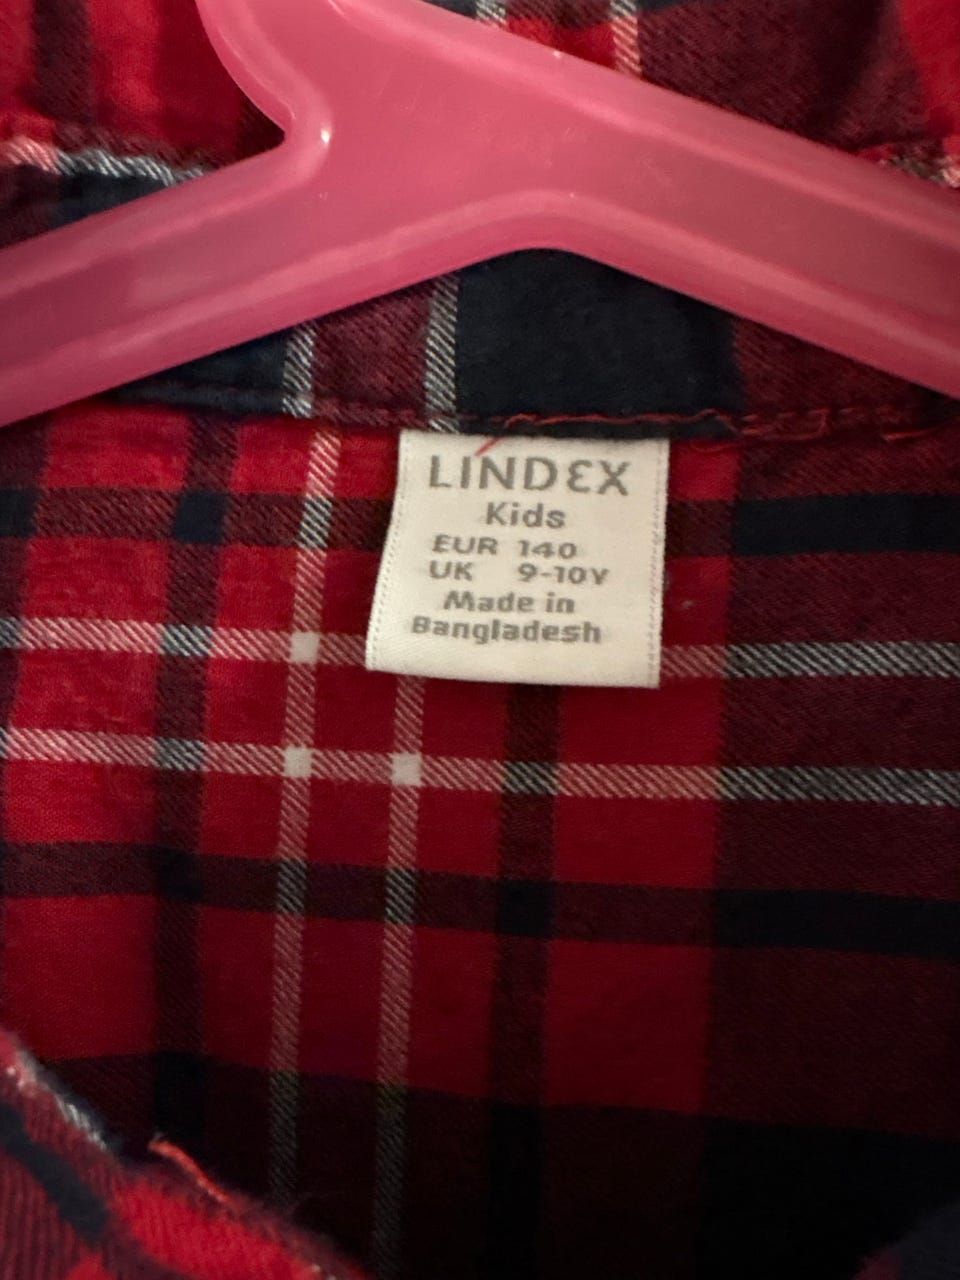 LINDEX
Kids
EUR 140
UK 9-10Y
Made in
Bangladesh